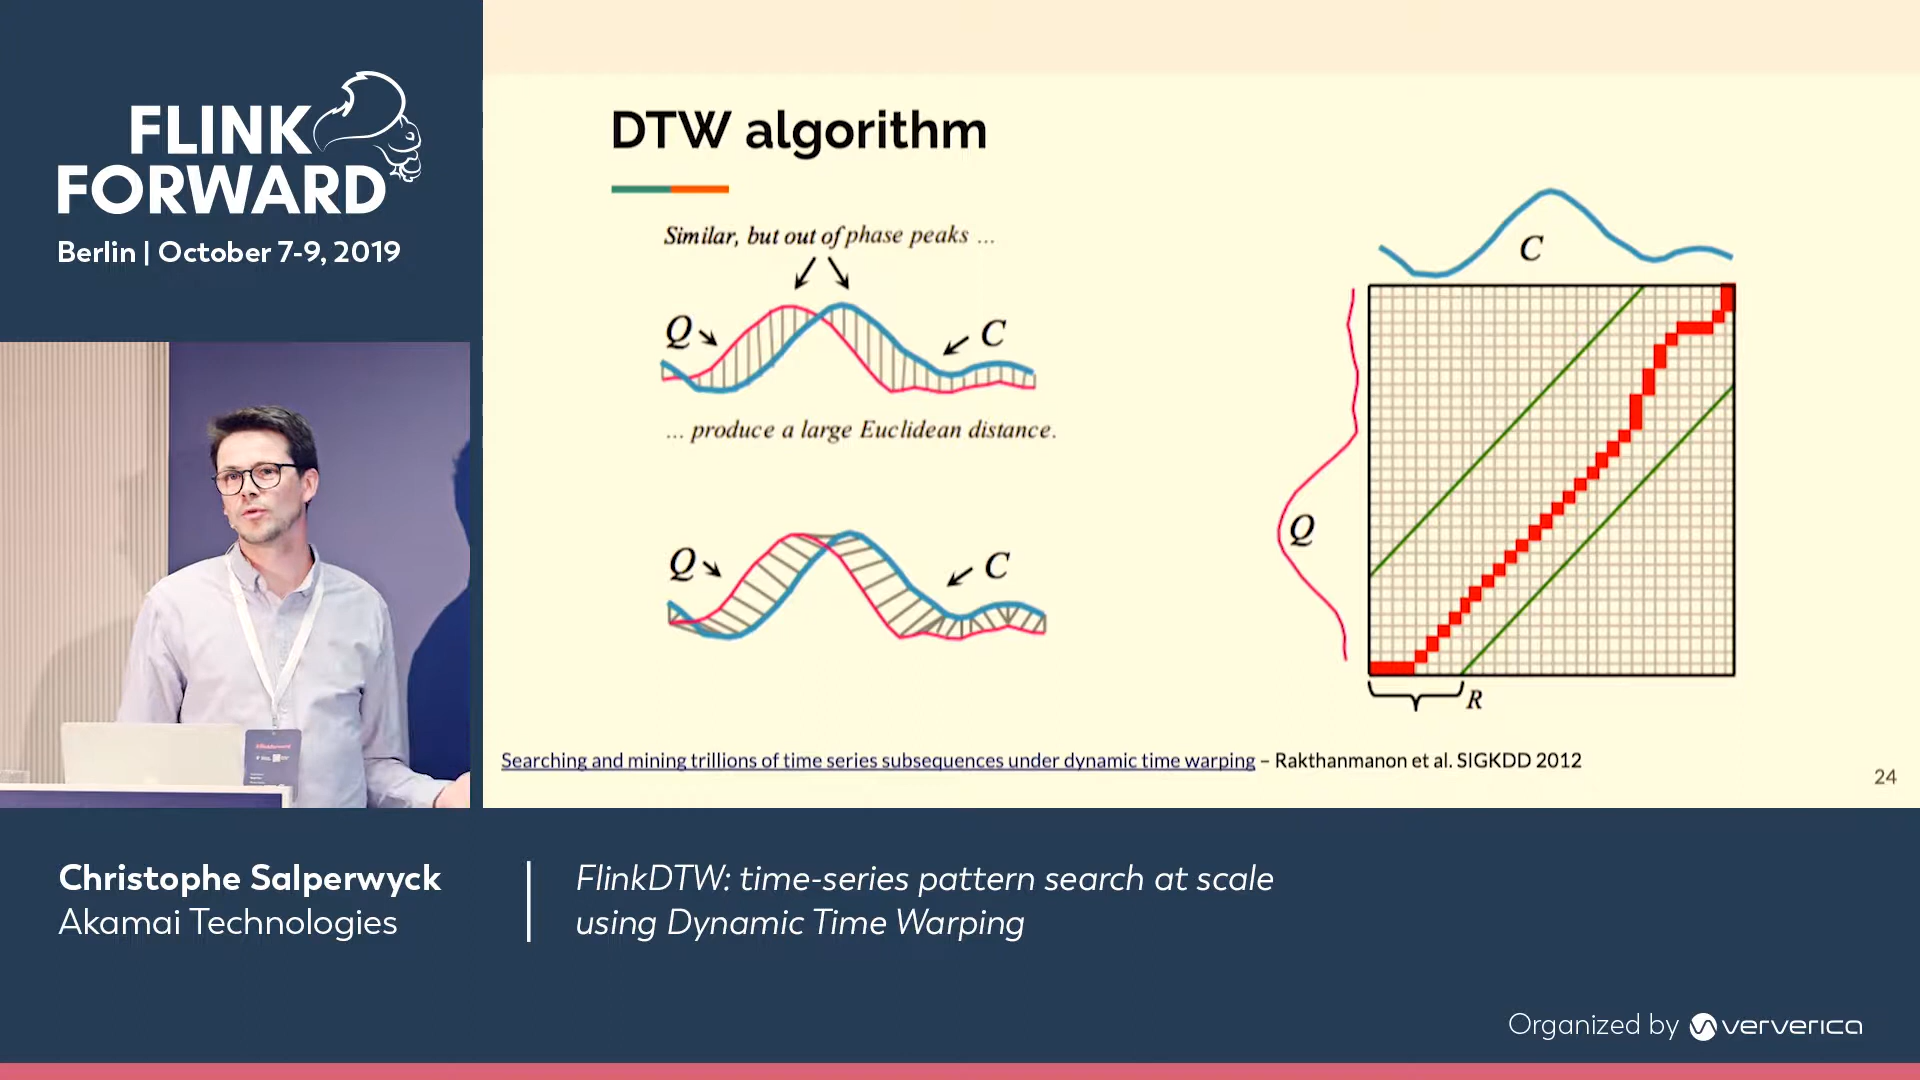 FLINK
FORWARD
Berlin | October 7-9, 2019
DTW algorithm
Similar, but out of phase peaks ...
Q
C
... produce a large Euclidean distance.
Q
C
C
Q
R
Searching and mining trillions of time series subsequences under dynamic time warping – Rakthanmanon et al. SIGKDD 2012
24
Christophe Salperwyck
Akamai Technologies
FlinkDTW: time-series pattern search at scale
using Dynamic Time Warping
Organized by ververica